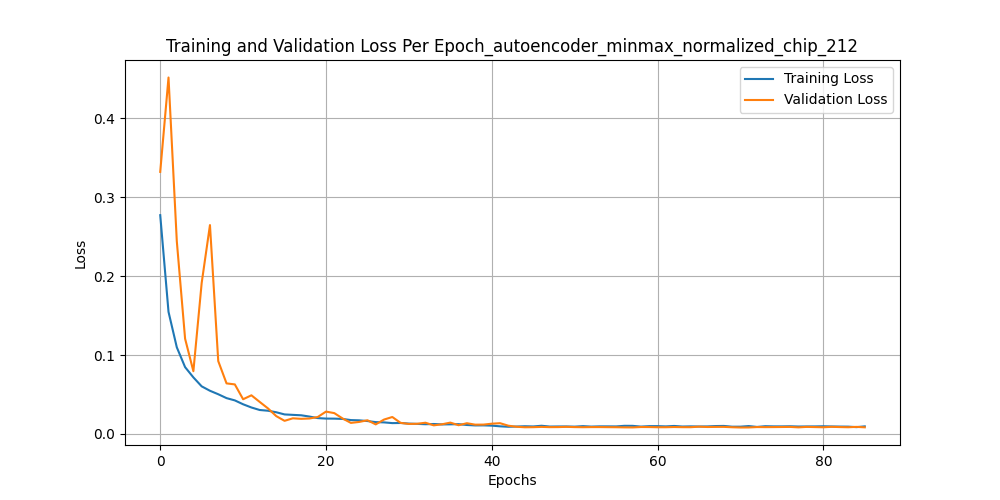 Training and Validation Loss Per Epoch_autoencoder_minmax_normalized_chip_212
Training Loss
Validation Loss
Loss
0.4
0.3
0.2
0.1
0.0
0
20
40
60
80
Epochs